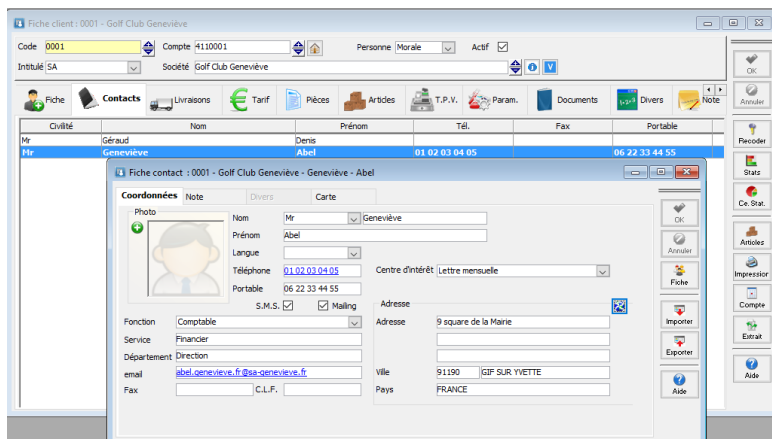 Fiche client : 0001 - Golf Club Geneviève
Code 0001 Compte 4110001 Personne Morale Actif
Intitulé SA Société Golf Club Geneviève
OK
Fiche Contacts Livraisons Tarif Pièces Articles T.P.V. Param. Documents Divers Note
Annuler
Civilité Nom Prénom Tél. Fax Portable
Mr Géraud Denis
Mr Geneviève Abel 01 02 03 04 05 06 22 33 44 55
Recoder
Stats
Ce. Stat.
Articles
Impression
Compte
Extrait
Aide
Fiche contact : 0001 - Golf Club Geneviève - Geneviève - Abel
Coordonnées Note Divers Carte
Photo
Nom Mr Geneviève
Prénom Abel
Langue
Téléphone 01 02 03 04 05 Centre d'intérêt Lettre mensuelle
Portable 06 22 33 44 55
S.M.S. Mailing Adresse
Fonction Comptable Adresse 9 square de la Mairie
Service Financier
Département Direction
email abel.genevieve.fr@sa-genevieve.fr Ville 91190 GIF SUR YVETTE
Fax C.L.F. Pays FRANCE
OK
Annuler
Fiche
Importer
Exporter
Aide